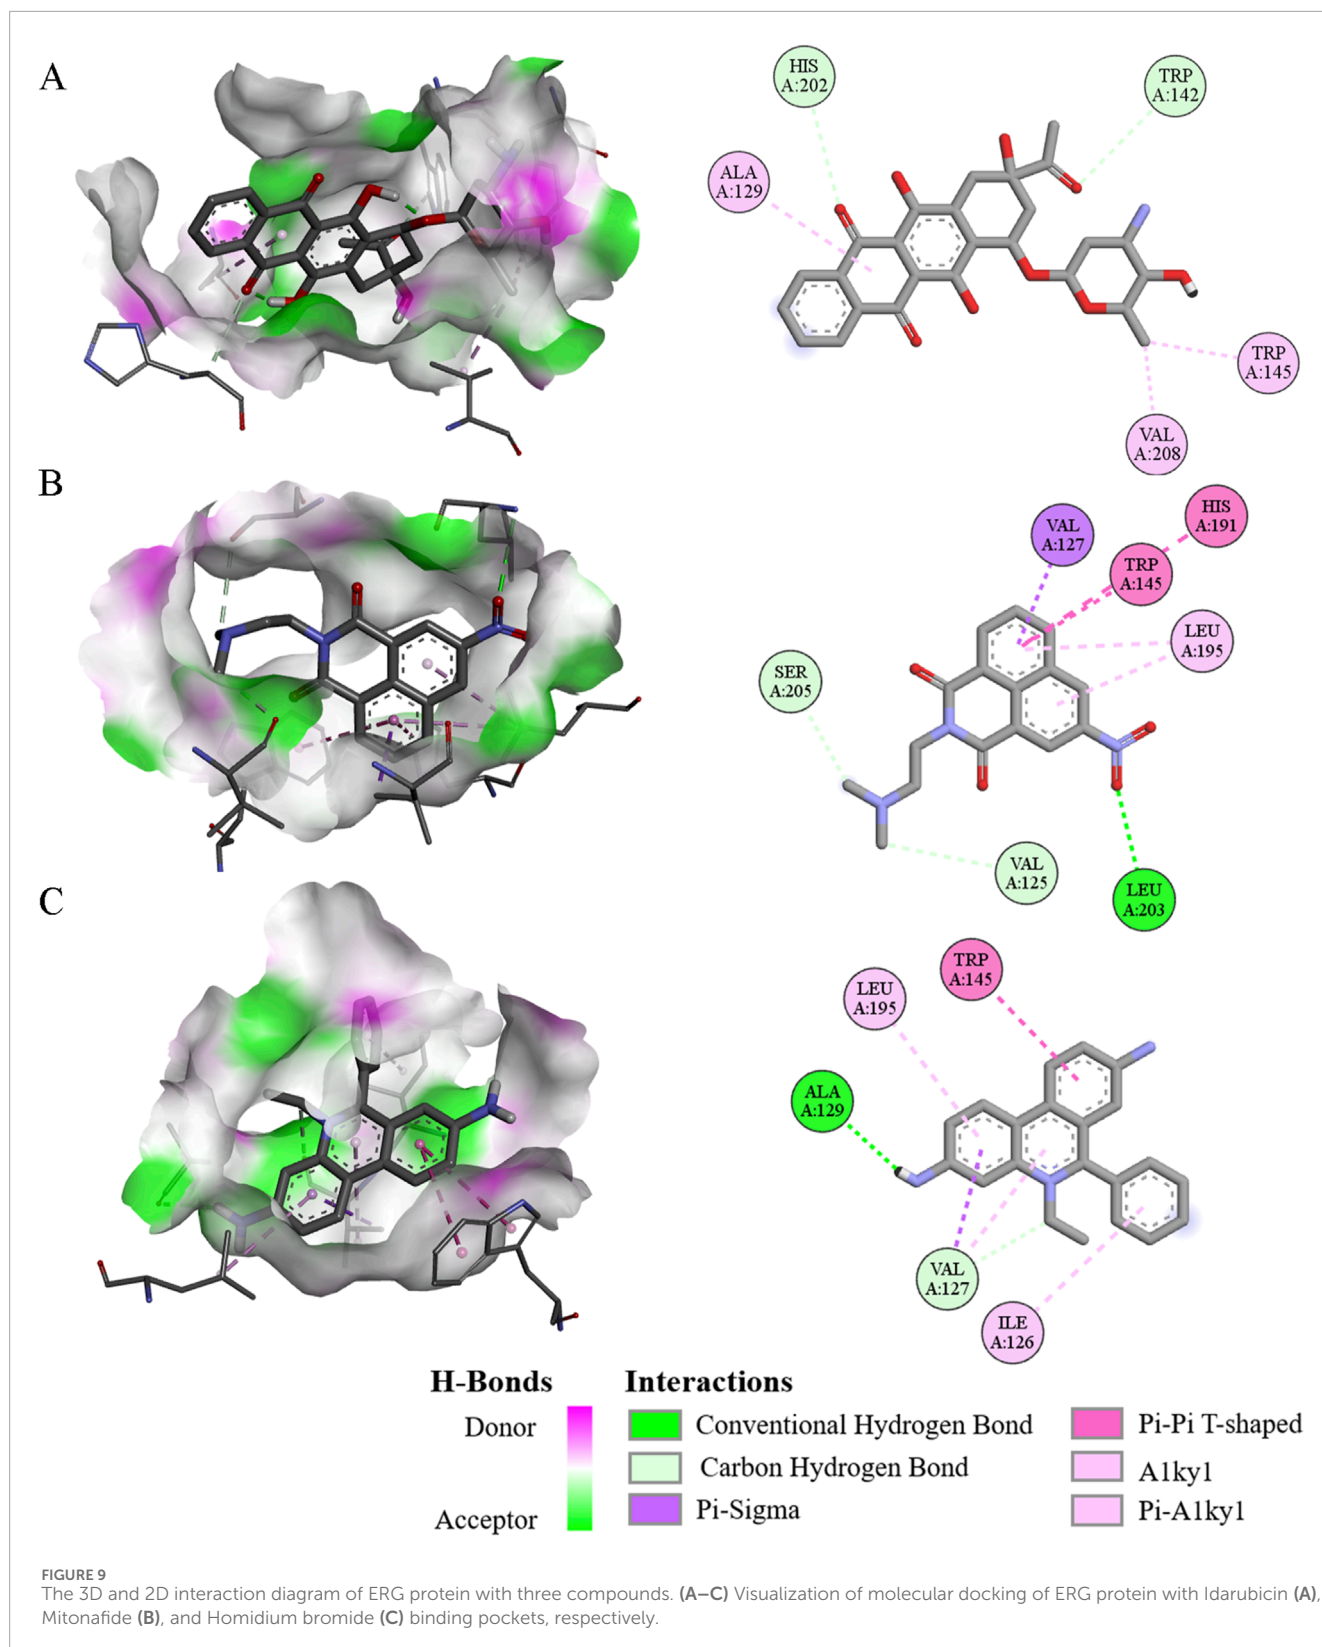 A
HIS
A:202
TRP
A:142
ALA
A:129
TRP
A:145
VAL
A:208
B
VAL
A:127
HIS
A:191
TRP
A:145
LEU
A:195
SER
A:205
VAL
A:125
LEU
A:203
C
LEU
A:195
TRP
A:145
ALA
A:129
VAL
A:127
ILE
A:126
H-Bonds
Donor
Acceptor
Interactions
Conventional Hydrogen Bond
Carbon Hydrogen Bond
Pi-Sigma
Pi-Pi T-shaped
A1ky1
Pi-A1ky1
FIGURE 9
The 3D and 2D interaction diagram of ERG protein with three compounds. (A–C) Visualization of molecular docking of ERG protein with Idarubicin (A),
Mitonafide (B), and Homidium bromide (C) binding pockets, respectively.